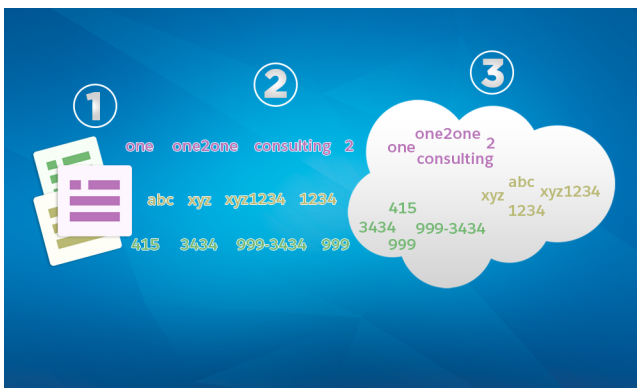 1
2
3
one one2one consulting 2
abc xyz xyz1234 1234
415 3434 999-3434 999
one2one
one 2
consulting
abc
xyz xyz1234
1234
415
3434 999-3434
999